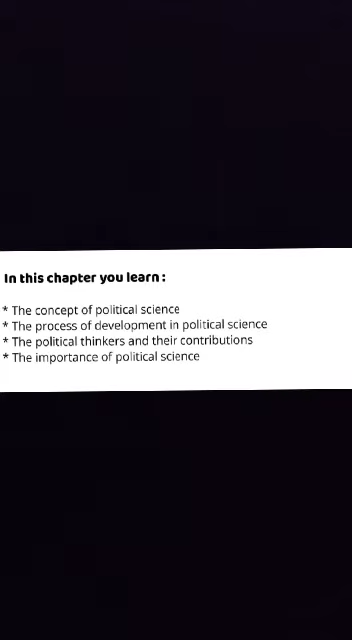 In this chapter you learn :
* The concept of political science
* The process of development in political science
* The political thinkers and their contributions
* The importance of political science